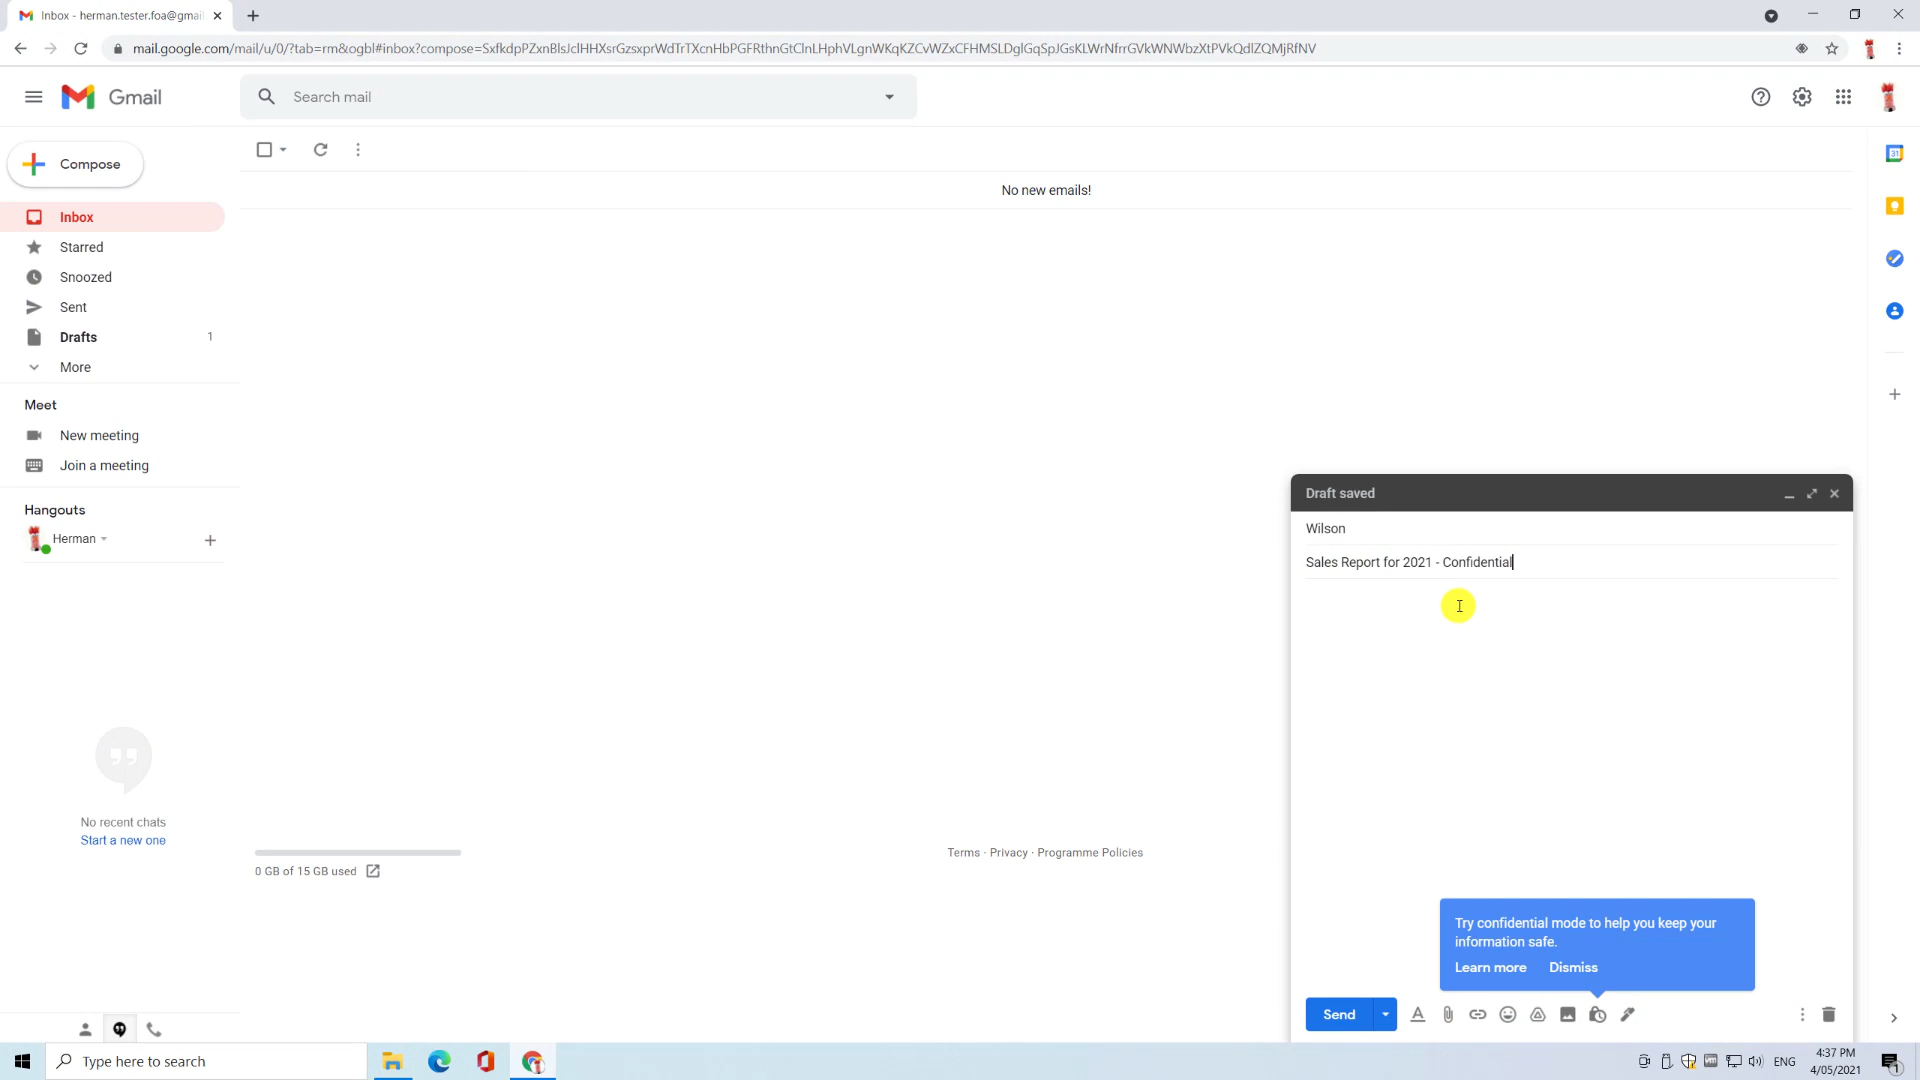 Inbox - herman.tester.foa@gmai
mail.google.com/mail/u/0/?tab=rm&ogbl#inbox?compose=SxfkdpPZxnBlsJclHHXsrGzsxprWdTrTXcnHbPGFRthnGtClnLHphVLgnWKqKZCvWZxCFHMSLDglGqSpJGsKLWrNfrrGVkWNWbzXtPVkQdlZQMjRfNV
Gmail
Search mail
Compose
No new emails!
Inbox
Starred
Snoozed
Sent
Drafts 1
More
Meet
New meeting
Join a meeting
Hangouts
Herman
No recent chats
Start a new one
0 GB of 15 GB used
Terms · Privacy · Programme Policies
31
Draft saved
Wilson
Sales Report for 2021 - Confidential
Try confidential mode to help you keep your
information safe.
Learn more Dismiss
Send
Type here to search
ENG
4:37 PM
4/05/2021
1